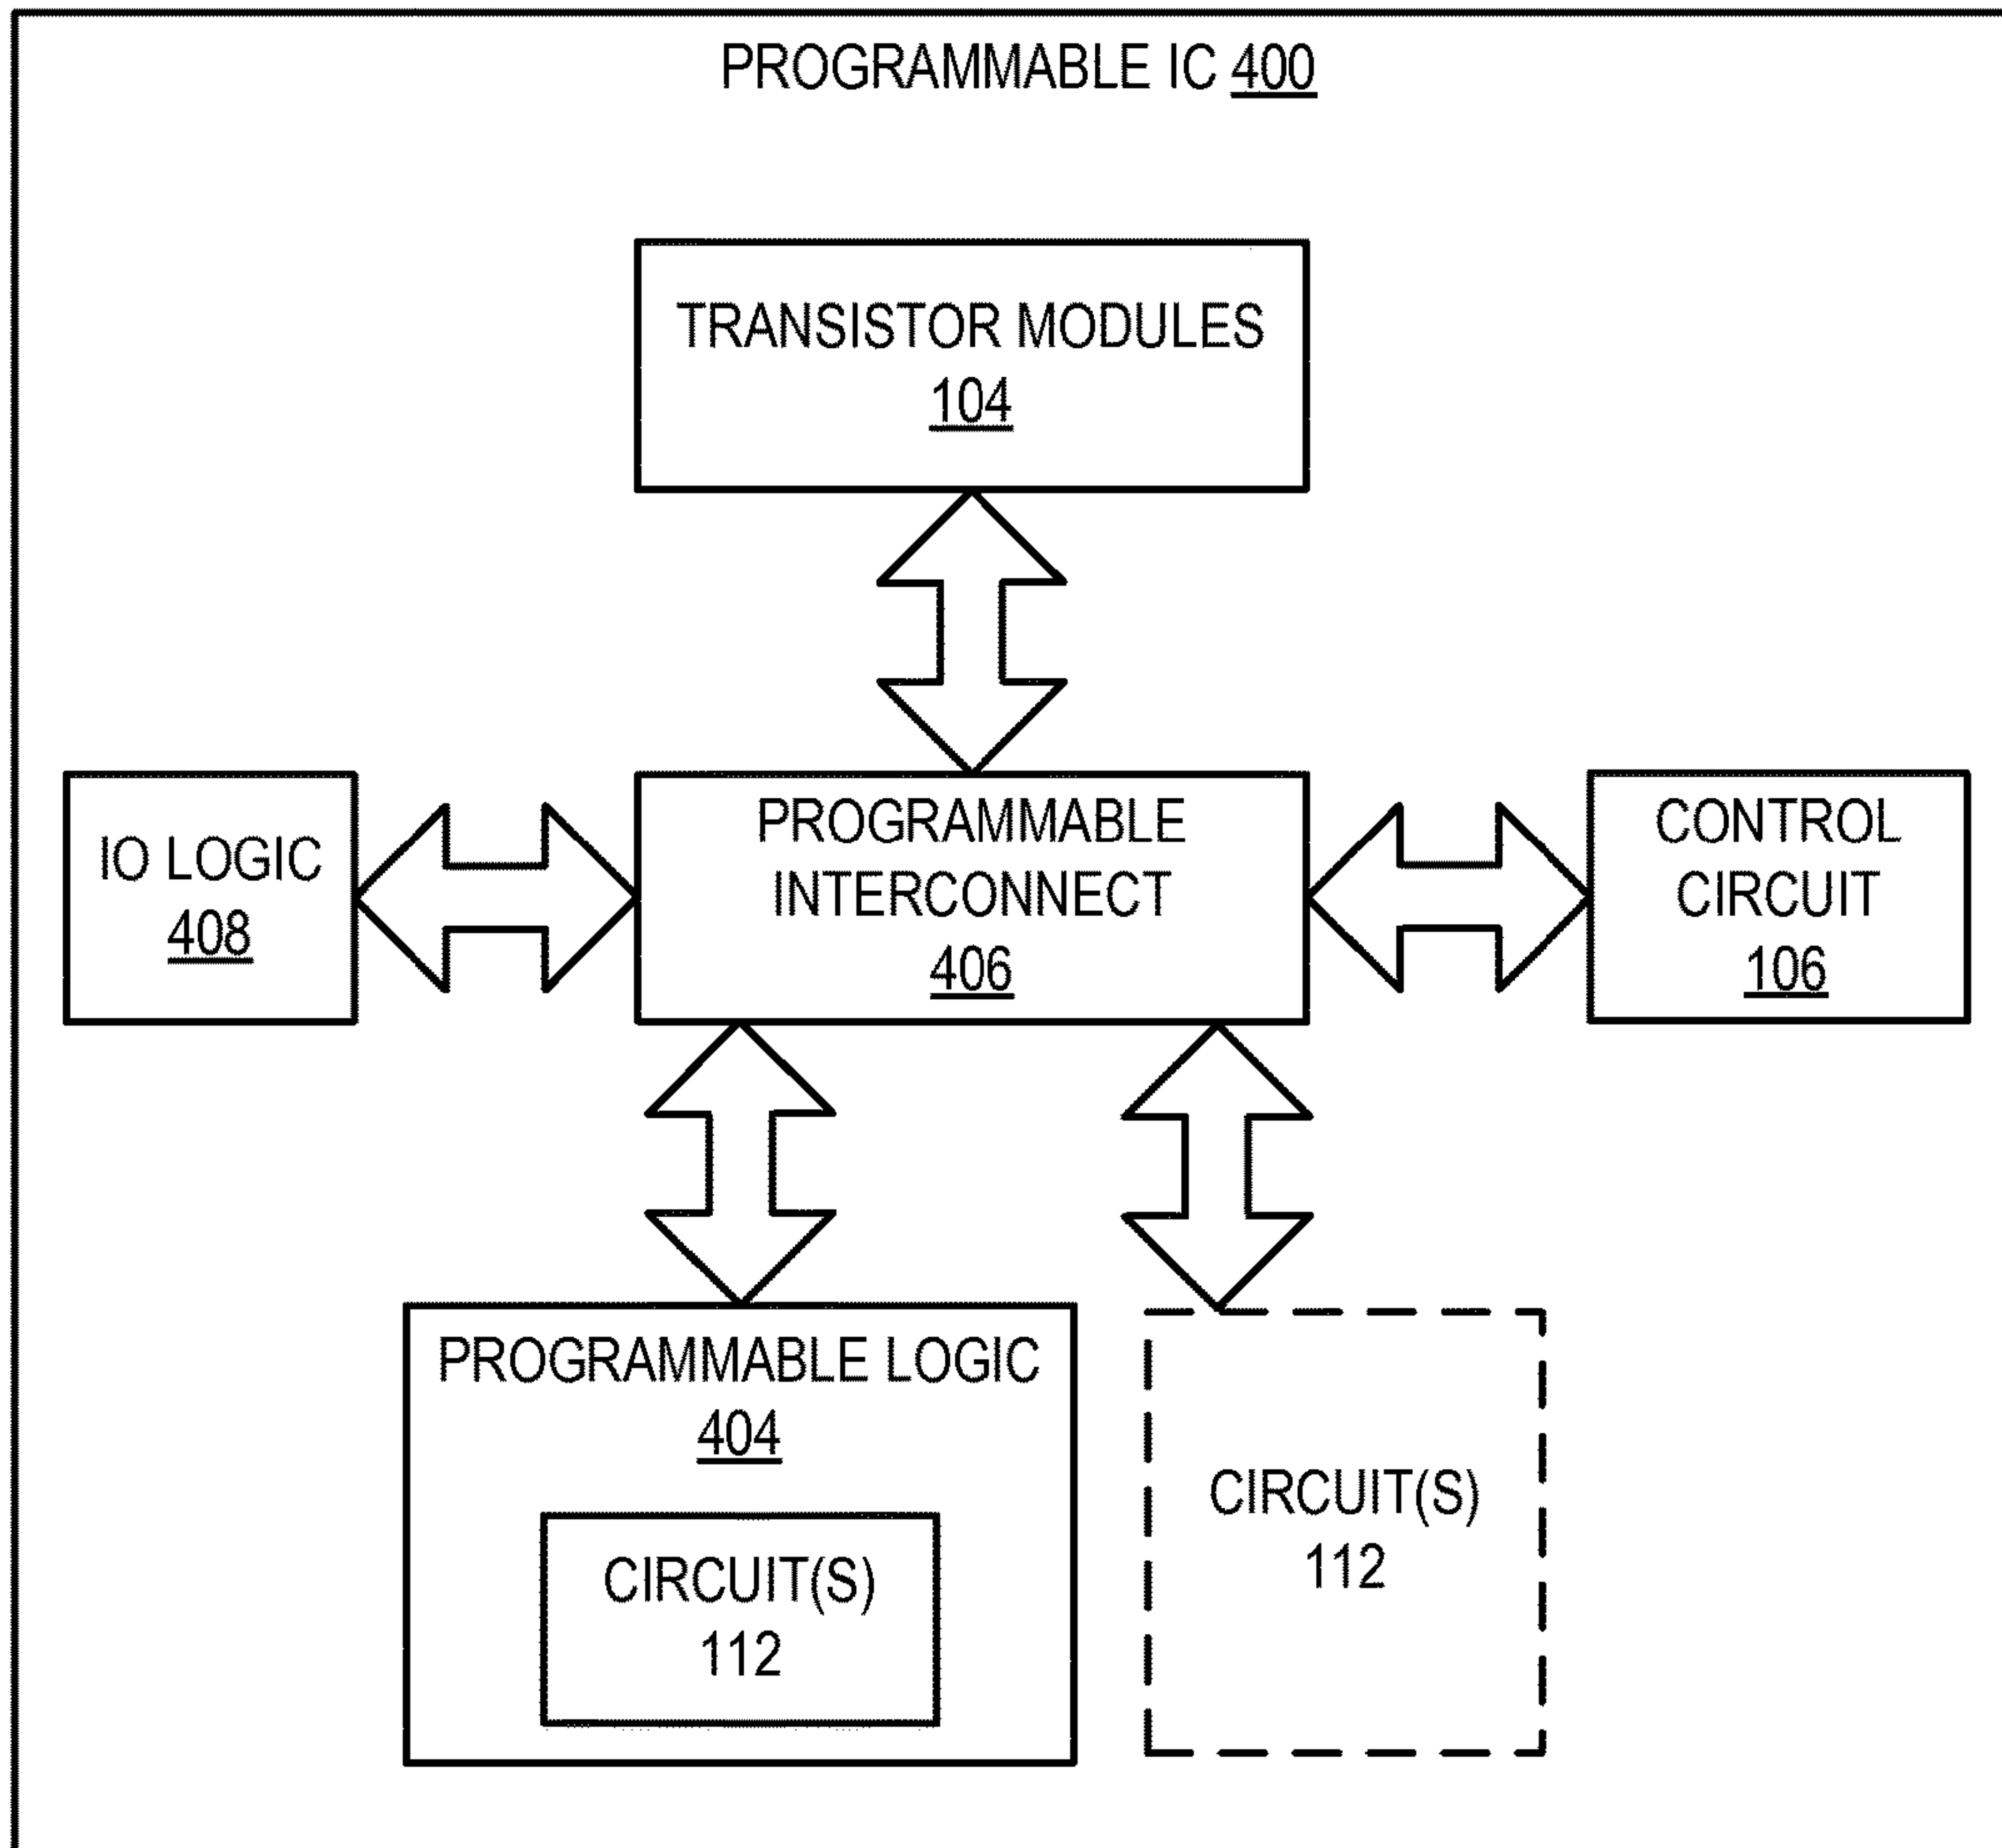 PROGRAMMABLE IC 400
TRANSISTOR MODULES
104
IO LOGIC
408
PROGRAMMABLE
INTERCONNECT
406
CONTROL
CIRCUIT
106
PROGRAMMABLE LOGIC
404
CIRCUIT(S)
112
CIRCUIT(S)
112